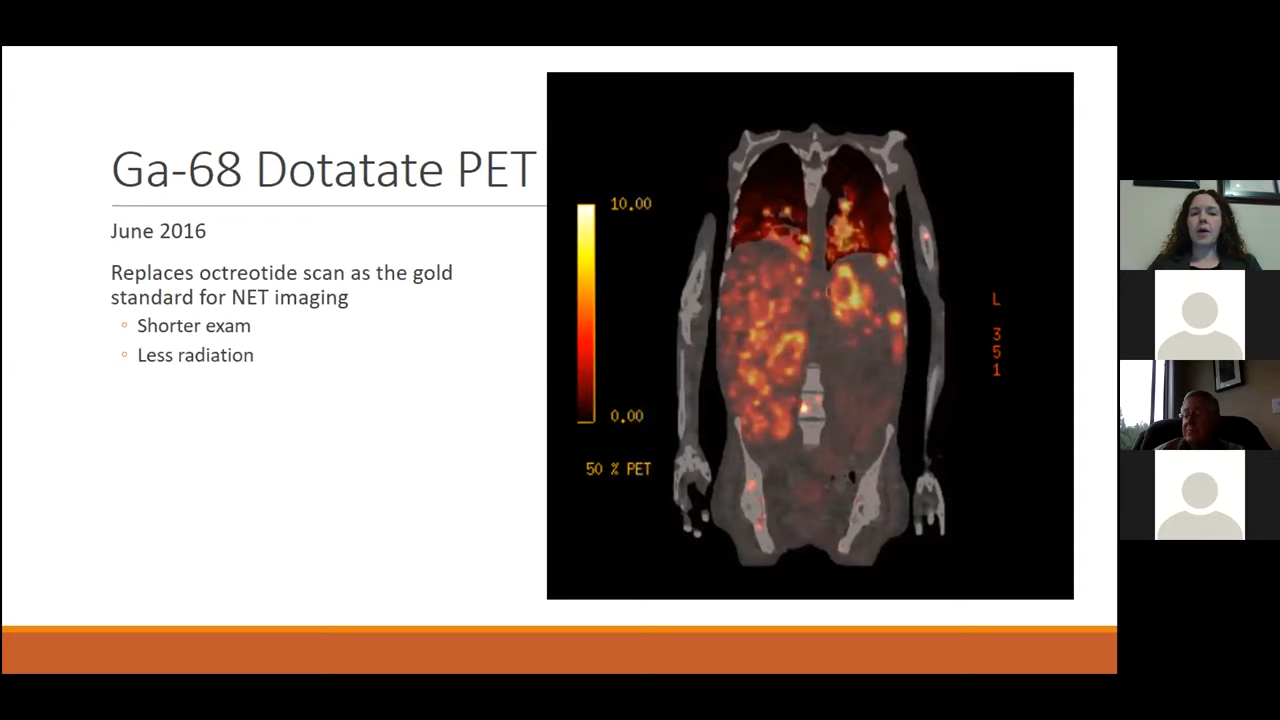 Ga-68 Dotatate PET
June 2016
Replaces octreotide scan as the gold
standard for NET imaging
Shorter exam
Less radiation
10.00
0.00
50 % PET
L
3
5
1